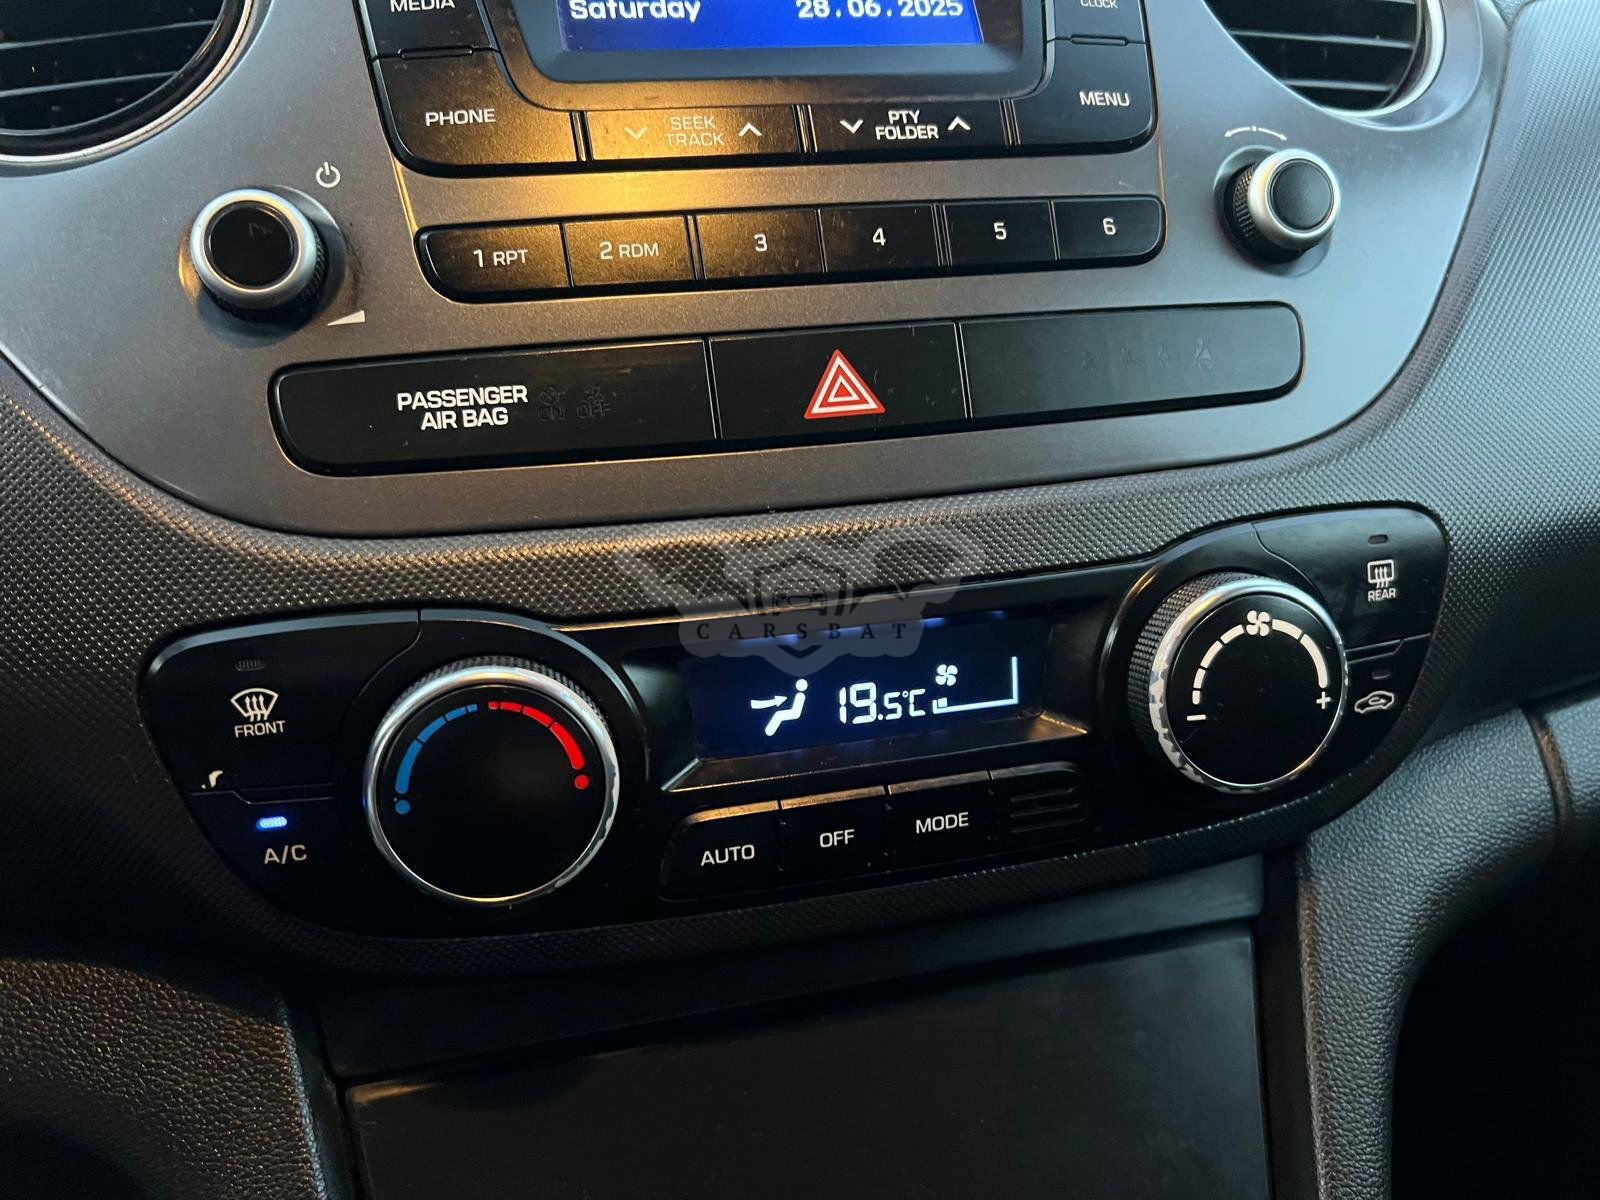 MEDIA
Saturday 28.06.2025
CLOCK
PHONE
SEEK
TRACK
PTY
FOLDER
MENU
1 RPT
2 RDM
3
4
5
6
PASSENGER
AIR BAG
ON OFF
REAR
CARSBAT
FRONT
19.5°C
A/C
AUTO
OFF
MODE